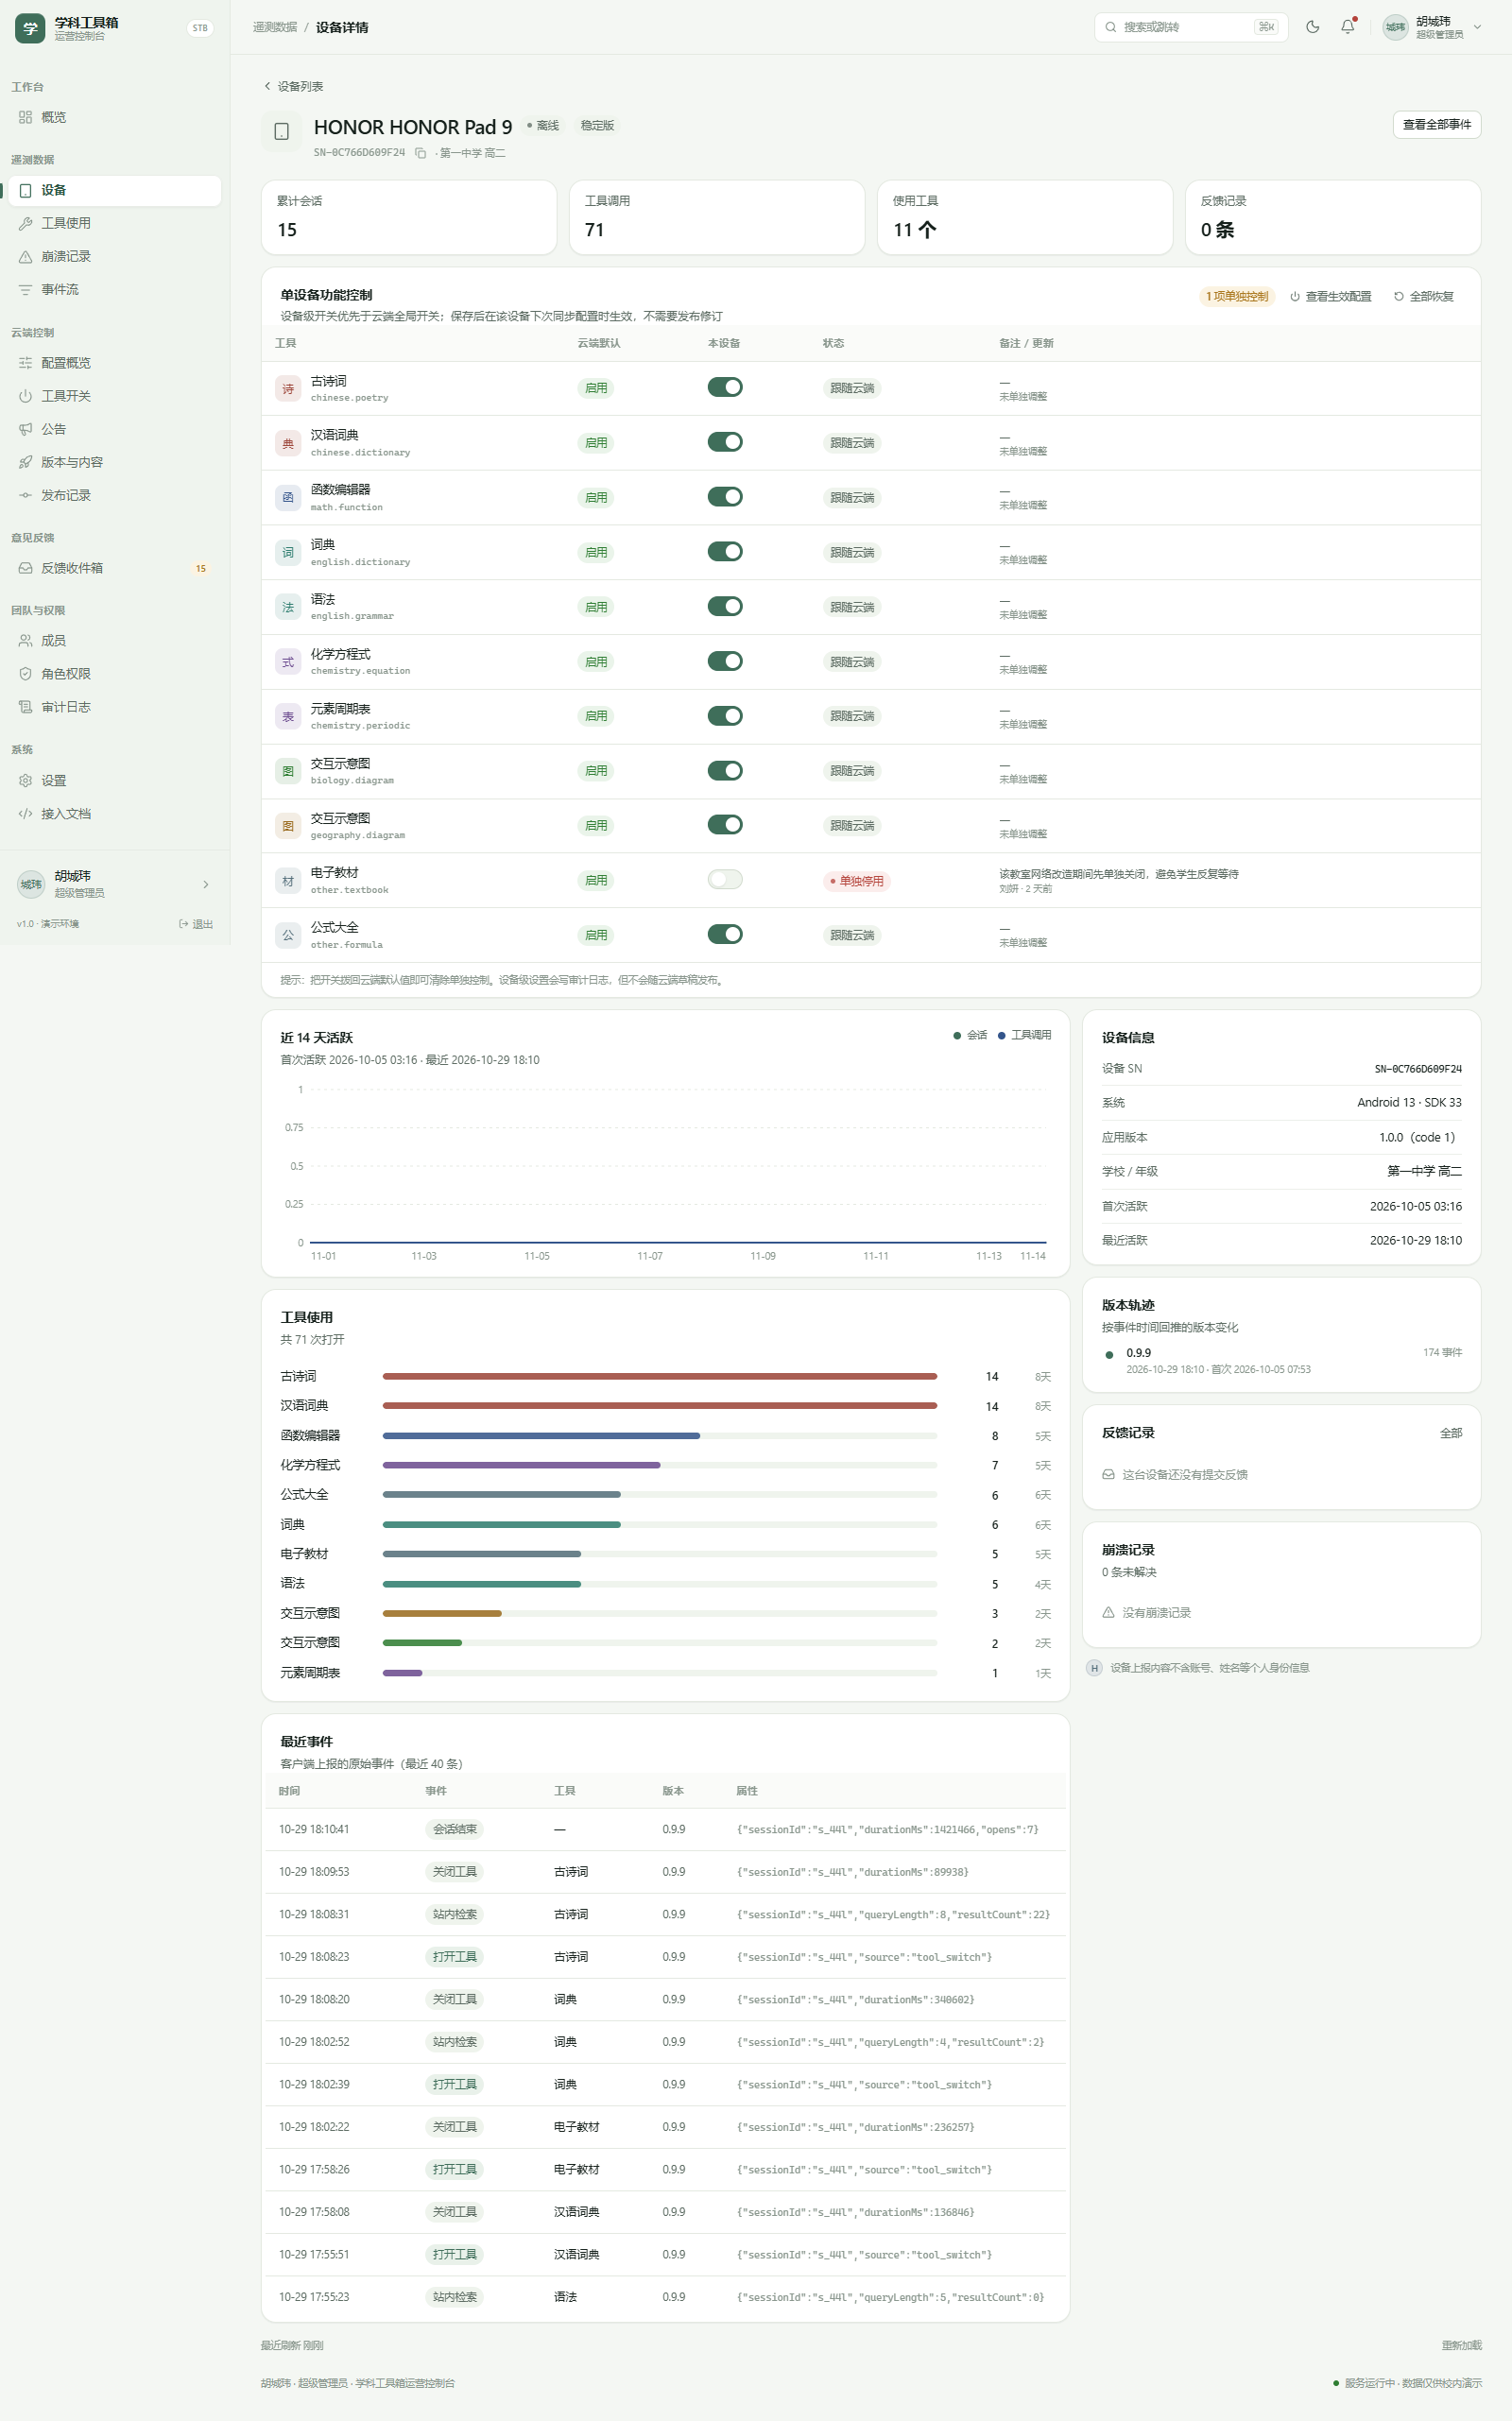 学 学科工具箱
运营控制台
STB
工作台
概览
遥测数据
设备
工具使用
崩溃记录
事件流
云端控制
配置概览
工具开关
公告
版本与内容
发布记录
意见反馈
反馈收件箱 15
团队与权限
成员
角色权限
审计日志
系统
设置
接入文档
城玮 胡城玮
超级管理员
v1.0 · 演示环境 退出
遥测数据 / 设备详情
搜索或跳转 ⌘K
城玮 胡城玮
超级管理员
设备列表
HONOR HONOR Pad 9 离线 稳定版
SN-0C766D609F24 · 第一中学 高二
查看全部事件
累计会话
15
工具调用
71
使用工具
11 个
反馈记录
0 条
单设备功能控制
设备级开关优先于云端全局开关；保存后在该设备下次同步配置时生效，不需要发布修订
1 项单独控制 查看生效配置 全部恢复
工具 云端默认 本设备 状态 备注 / 更新
诗 古诗词 启用 跟随云端 —
chinese.poetry 未单独调整
典 汉语词典 启用 跟随云端 —
chinese.dictionary 未单独调整
函 函数编辑器 启用 跟随云端 —
math.function 未单独调整
词 词典 启用 跟随云端 —
english.dictionary 未单独调整
法 语法 启用 跟随云端 —
english.grammar 未单独调整
式 化学方程式 启用 跟随云端 —
chemistry.equation 未单独调整
表 元素周期表 启用 跟随云端 —
chemistry.periodic 未单独调整
图 交互示意图 启用 跟随云端 —
biology.diagram 未单独调整
图 交互示意图 启用 跟随云端 —
geography.diagram 未单独调整
材 电子教材 启用 单独停用 该教室网络改造期间先单独关闭，避免学生反复等待
other.textbook 刘妍 · 2 天前
公 公式大全 启用 跟随云端 —
other.formula 未单独调整
提示：把开关拨回云端默认值即可清除单独控制。设备级设置会写审计日志，但不会随云端草稿发布。
近 14 天活跃 会话 工具调用
首次活跃 2026-10-05 03:16 · 最近 2026-10-29 18:10
1
0.75
0.5
0.25
0
11-01 11-03 11-05 11-07 11-09 11-11 11-13 11-14
工具使用
共 71 次打开
古诗词 14 8天
汉语词典 14 8天
函数编辑器 8 5天
化学方程式 7 5天
公式大全 6 6天
词典 6 6天
电子教材 5 5天
语法 5 4天
交互示意图 3 2天
交互示意图 2 2天
元素周期表 1 1天
设备信息
设备 SN SN-0C766D609F24
系统 Android 13 · SDK 33
应用版本 1.0.0（code 1）
学校 / 年级 第一中学 高二
首次活跃 2026-10-05 03:16
最近活跃 2026-10-29 18:10
版本轨迹
按事件时间回推的版本变化
0.9.9 174 事件
2026-10-29 18:10 · 首次 2026-10-05 07:53
反馈记录 全部
这台设备还没有提交反馈
崩溃记录
0 条未解决
没有崩溃记录
H 设备上报内容不含账号、姓名等个人身份信息
最近事件
客户端上报的原始事件（最近 40 条）
时间 事件 工具 版本 属性
10-29 18:10:41 会话结束 — 0.9.9 {"sessionId":"s_44l","durationMs":1421466,"opens":7}
10-29 18:09:53 关闭工具 古诗词 0.9.9 {"sessionId":"s_44l","durationMs":89938}
10-29 18:08:31 站内检索 古诗词 0.9.9 {"sessionId":"s_44l","queryLength":8,"resultCount":22}
10-29 18:08:23 打开工具 古诗词 0.9.9 {"sessionId":"s_44l","source":"tool_switch"}
10-29 18:08:20 关闭工具 词典 0.9.9 {"sessionId":"s_44l","durationMs":340602}
10-29 18:02:52 站内检索 词典 0.9.9 {"sessionId":"s_44l","queryLength":4,"resultCount":2}
10-29 18:02:39 打开工具 词典 0.9.9 {"sessionId":"s_44l","source":"tool_switch"}
10-29 18:02:22 关闭工具 电子教材 0.9.9 {"sessionId":"s_44l","durationMs":236257}
10-29 17:58:26 打开工具 电子教材 0.9.9 {"sessionId":"s_44l","source":"tool_switch"}
10-29 17:58:08 关闭工具 汉语词典 0.9.9 {"sessionId":"s_44l","durationMs":136846}
10-29 17:55:51 打开工具 汉语词典 0.9.9 {"sessionId":"s_44l","source":"tool_switch"}
10-29 17:55:23 站内检索 语法 0.9.9 {"sessionId":"s_44l","queryLength":5,"resultCount":0}
最近刷新 刚刚 重新加载
胡城玮 · 超级管理员 · 学科工具箱运营控制台 服务运行中 · 数据仅供校内演示